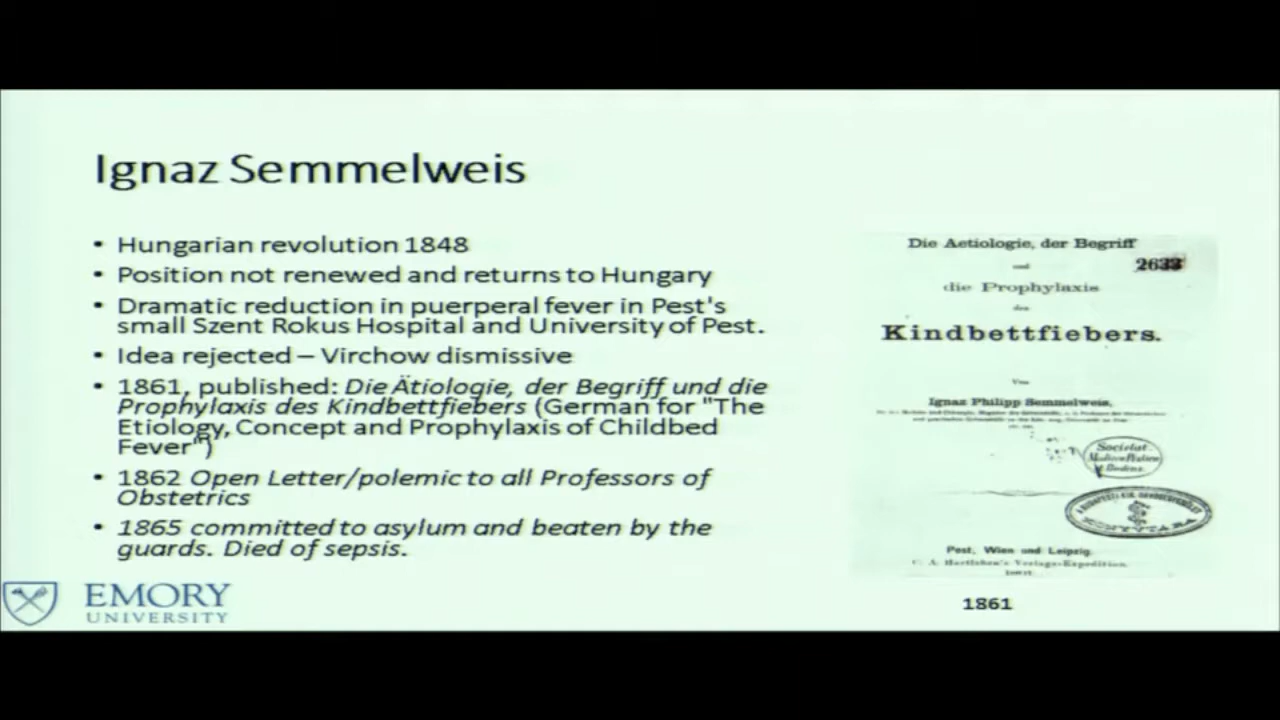 Ignaz Semmelweis
• Hungarian revolution 1848
• Position not renewed and returns to Hungary
• Dramatic reduction in puerperal fever in Pest's
small Szent Rokus Hospital and University of Pest.
• Idea rejected – Virchow dismissive
• 1861, published: Die Ätiologie, der Begriff und die
Prophylaxis des Kindbettfiebers (German for "The
Etiology, Concept and Prophylaxis of Childbed
Fever")
• 1862 Open Letter/polemic to all Professors of
Obstetrics
• 1865 committed to asylum and beaten by the
guards. Died of sepsis.
EMORY
UNIVERSITY
Die Aetiologie, der Begriff
und
die Prophylaxis
des
Kindbettfiebers.
Von
Ignaz Philipp Semmelweis,
Pest, Wien und Leipzig.
C. A. Hartleben's Verlags-Expedition.
1861